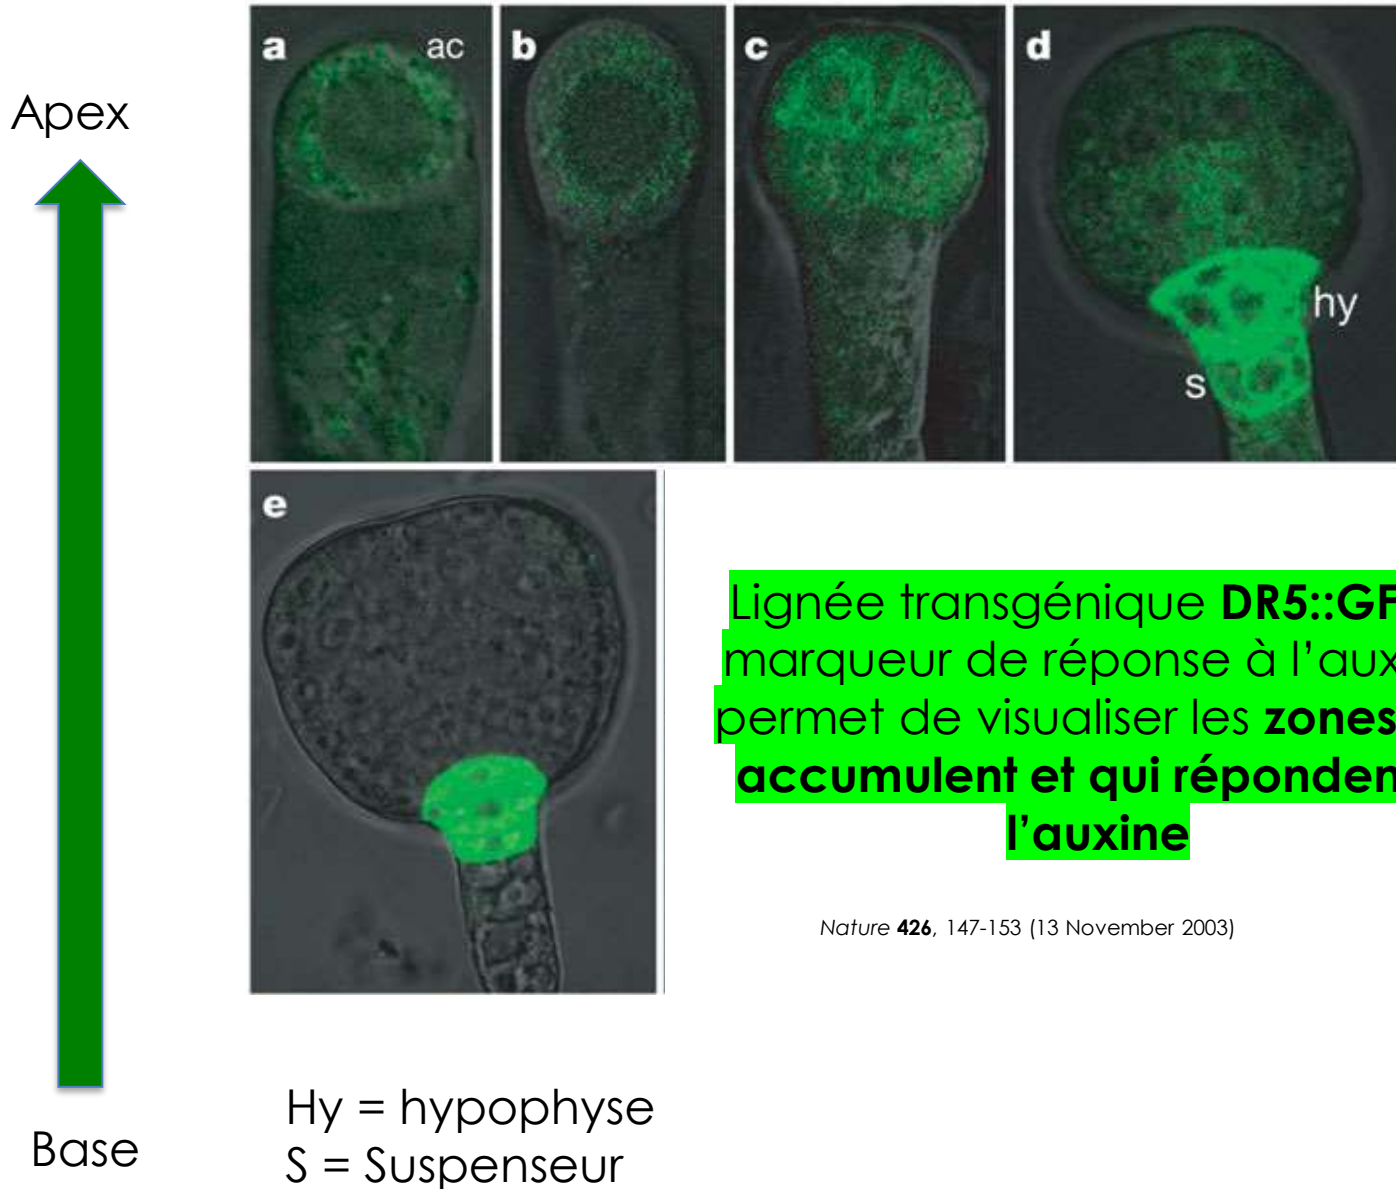 Apex
a ac b c d
hy
s
e
Lignée transgénique DR5::GF
marqueur de réponse à l'aux
permet de visualiser les zones
accumulent et qui réponden
l'auxine
Nature 426, 147-153 (13 November 2003)
Hy = hypophyse
Base
S = Suspenseur